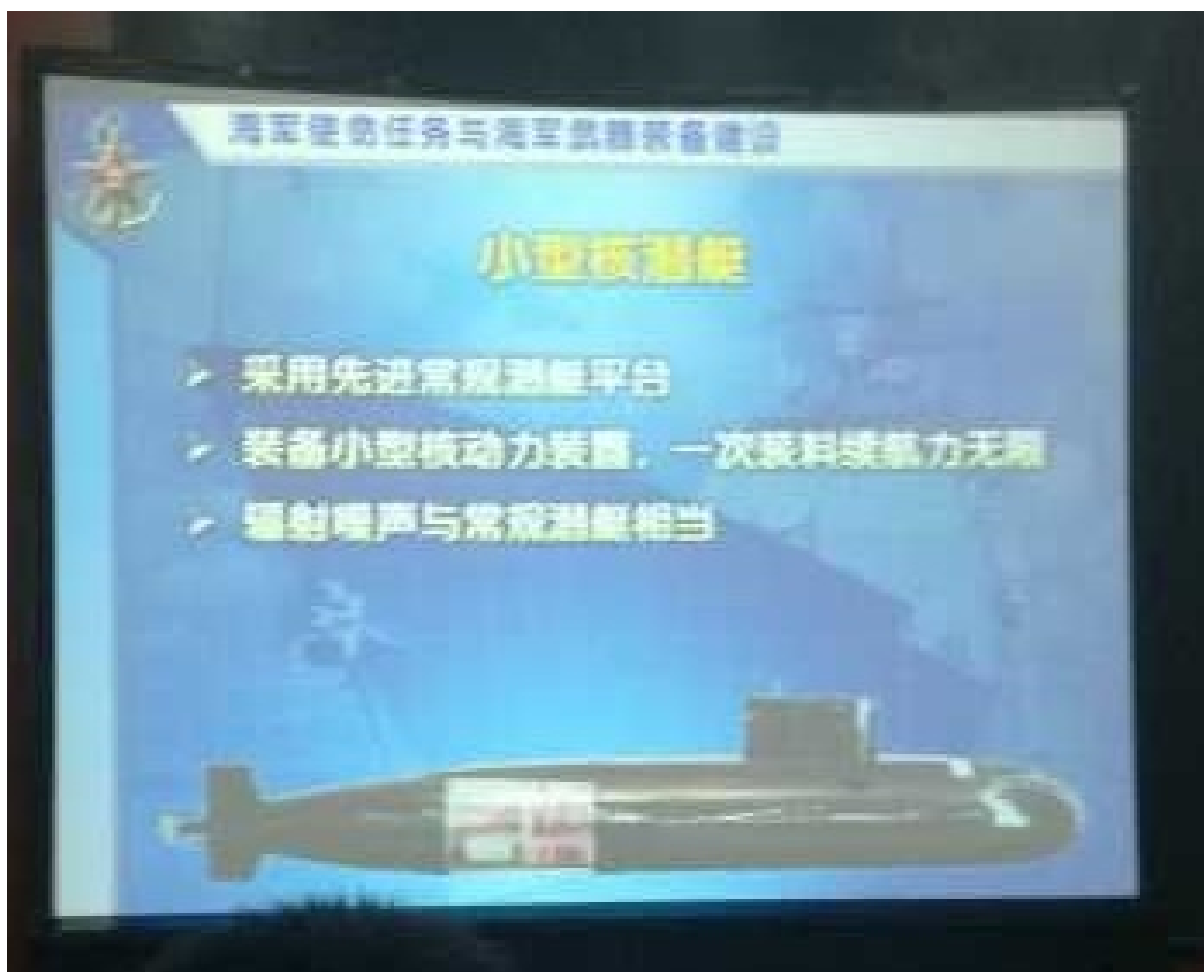 海军使命任务与海军武器装备建设
小型核潜艇
采用先进常规潜艇平台
装备小型核动力装置，一次装料续航力无限
辐射噪声与常规潜艇相当